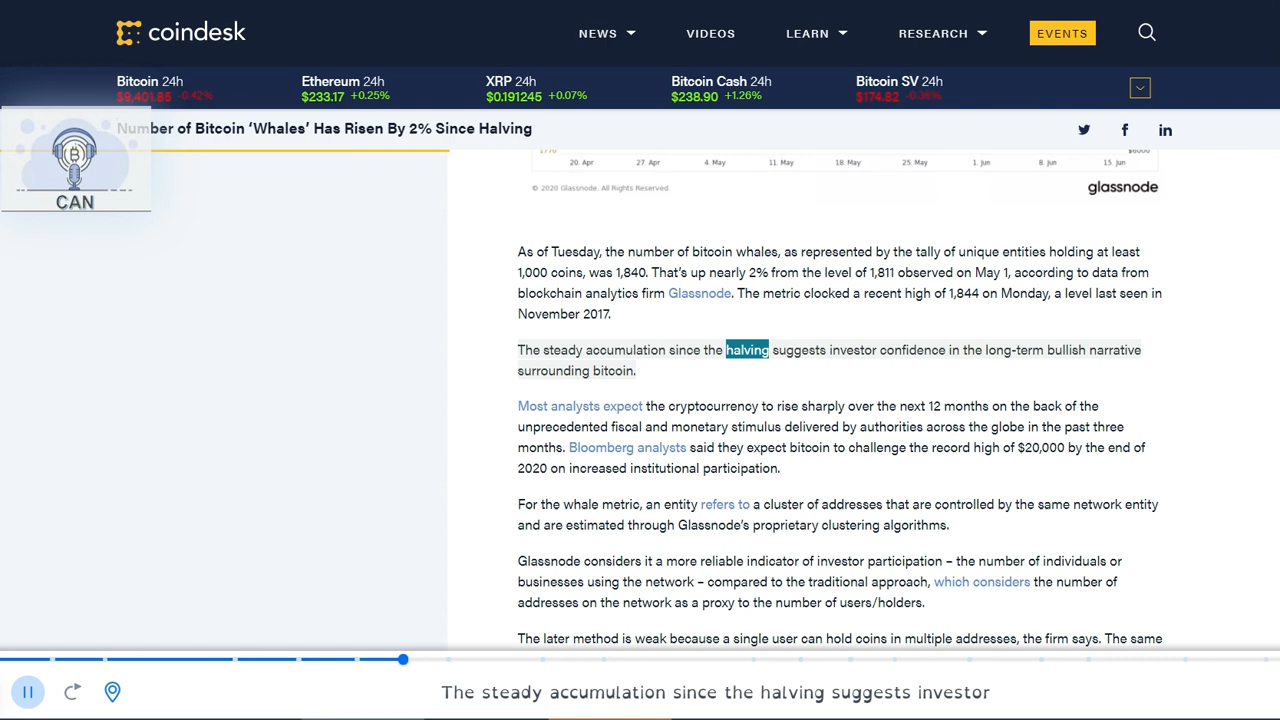 coindesk
NEWS VIDEOS LEARN RESEARCH EVENTS
Bitcoin 24h Ethereum 24h XRP 24h Bitcoin Cash 24h Bitcoin SV 24h
$9,401.85 -0.42% $233.17 +0.25% $0.191245 +0.07% $238.90 +1.26% $174.82 -0.36%
Number of Bitcoin ‘Whales’ Has Risen By 2% Since Halving
CAN
1770 $6000
20. Apr 27. Apr 4. May 11. May 18. May 25. May 1. Jun 8. Jun 15. Jun
© 2020 Glassnode. All Rights Reserved. glassnode
As of Tuesday, the number of bitcoin whales, as represented by the tally of unique entities holding at least
1,000 coins, was 1,840. That’s up nearly 2% from the level of 1,811 observed on May 1, according to data from
blockchain analytics firm Glassnode. The metric clocked a recent high of 1,844 on Monday, a level last seen in
November 2017.
The steady accumulation since the halving suggests investor confidence in the long-term bullish narrative
surrounding bitcoin.
Most analysts expect the cryptocurrency to rise sharply over the next 12 months on the back of the
unprecedented fiscal and monetary stimulus delivered by authorities across the globe in the past three
months. Bloomberg analysts said they expect bitcoin to challenge the record high of $20,000 by the end of
2020 on increased institutional participation.
For the whale metric, an entity refers to a cluster of addresses that are controlled by the same network entity
and are estimated through Glassnode’s proprietary clustering algorithms.
Glassnode considers it a more reliable indicator of investor participation – the number of individuals or
businesses using the network – compared to the traditional approach, which considers the number of
addresses on the network as a proxy to the number of users/holders.
The later method is weak because a single user can hold coins in multiple addresses, the firm says. The same
The steady accumulation since the halving suggests investor